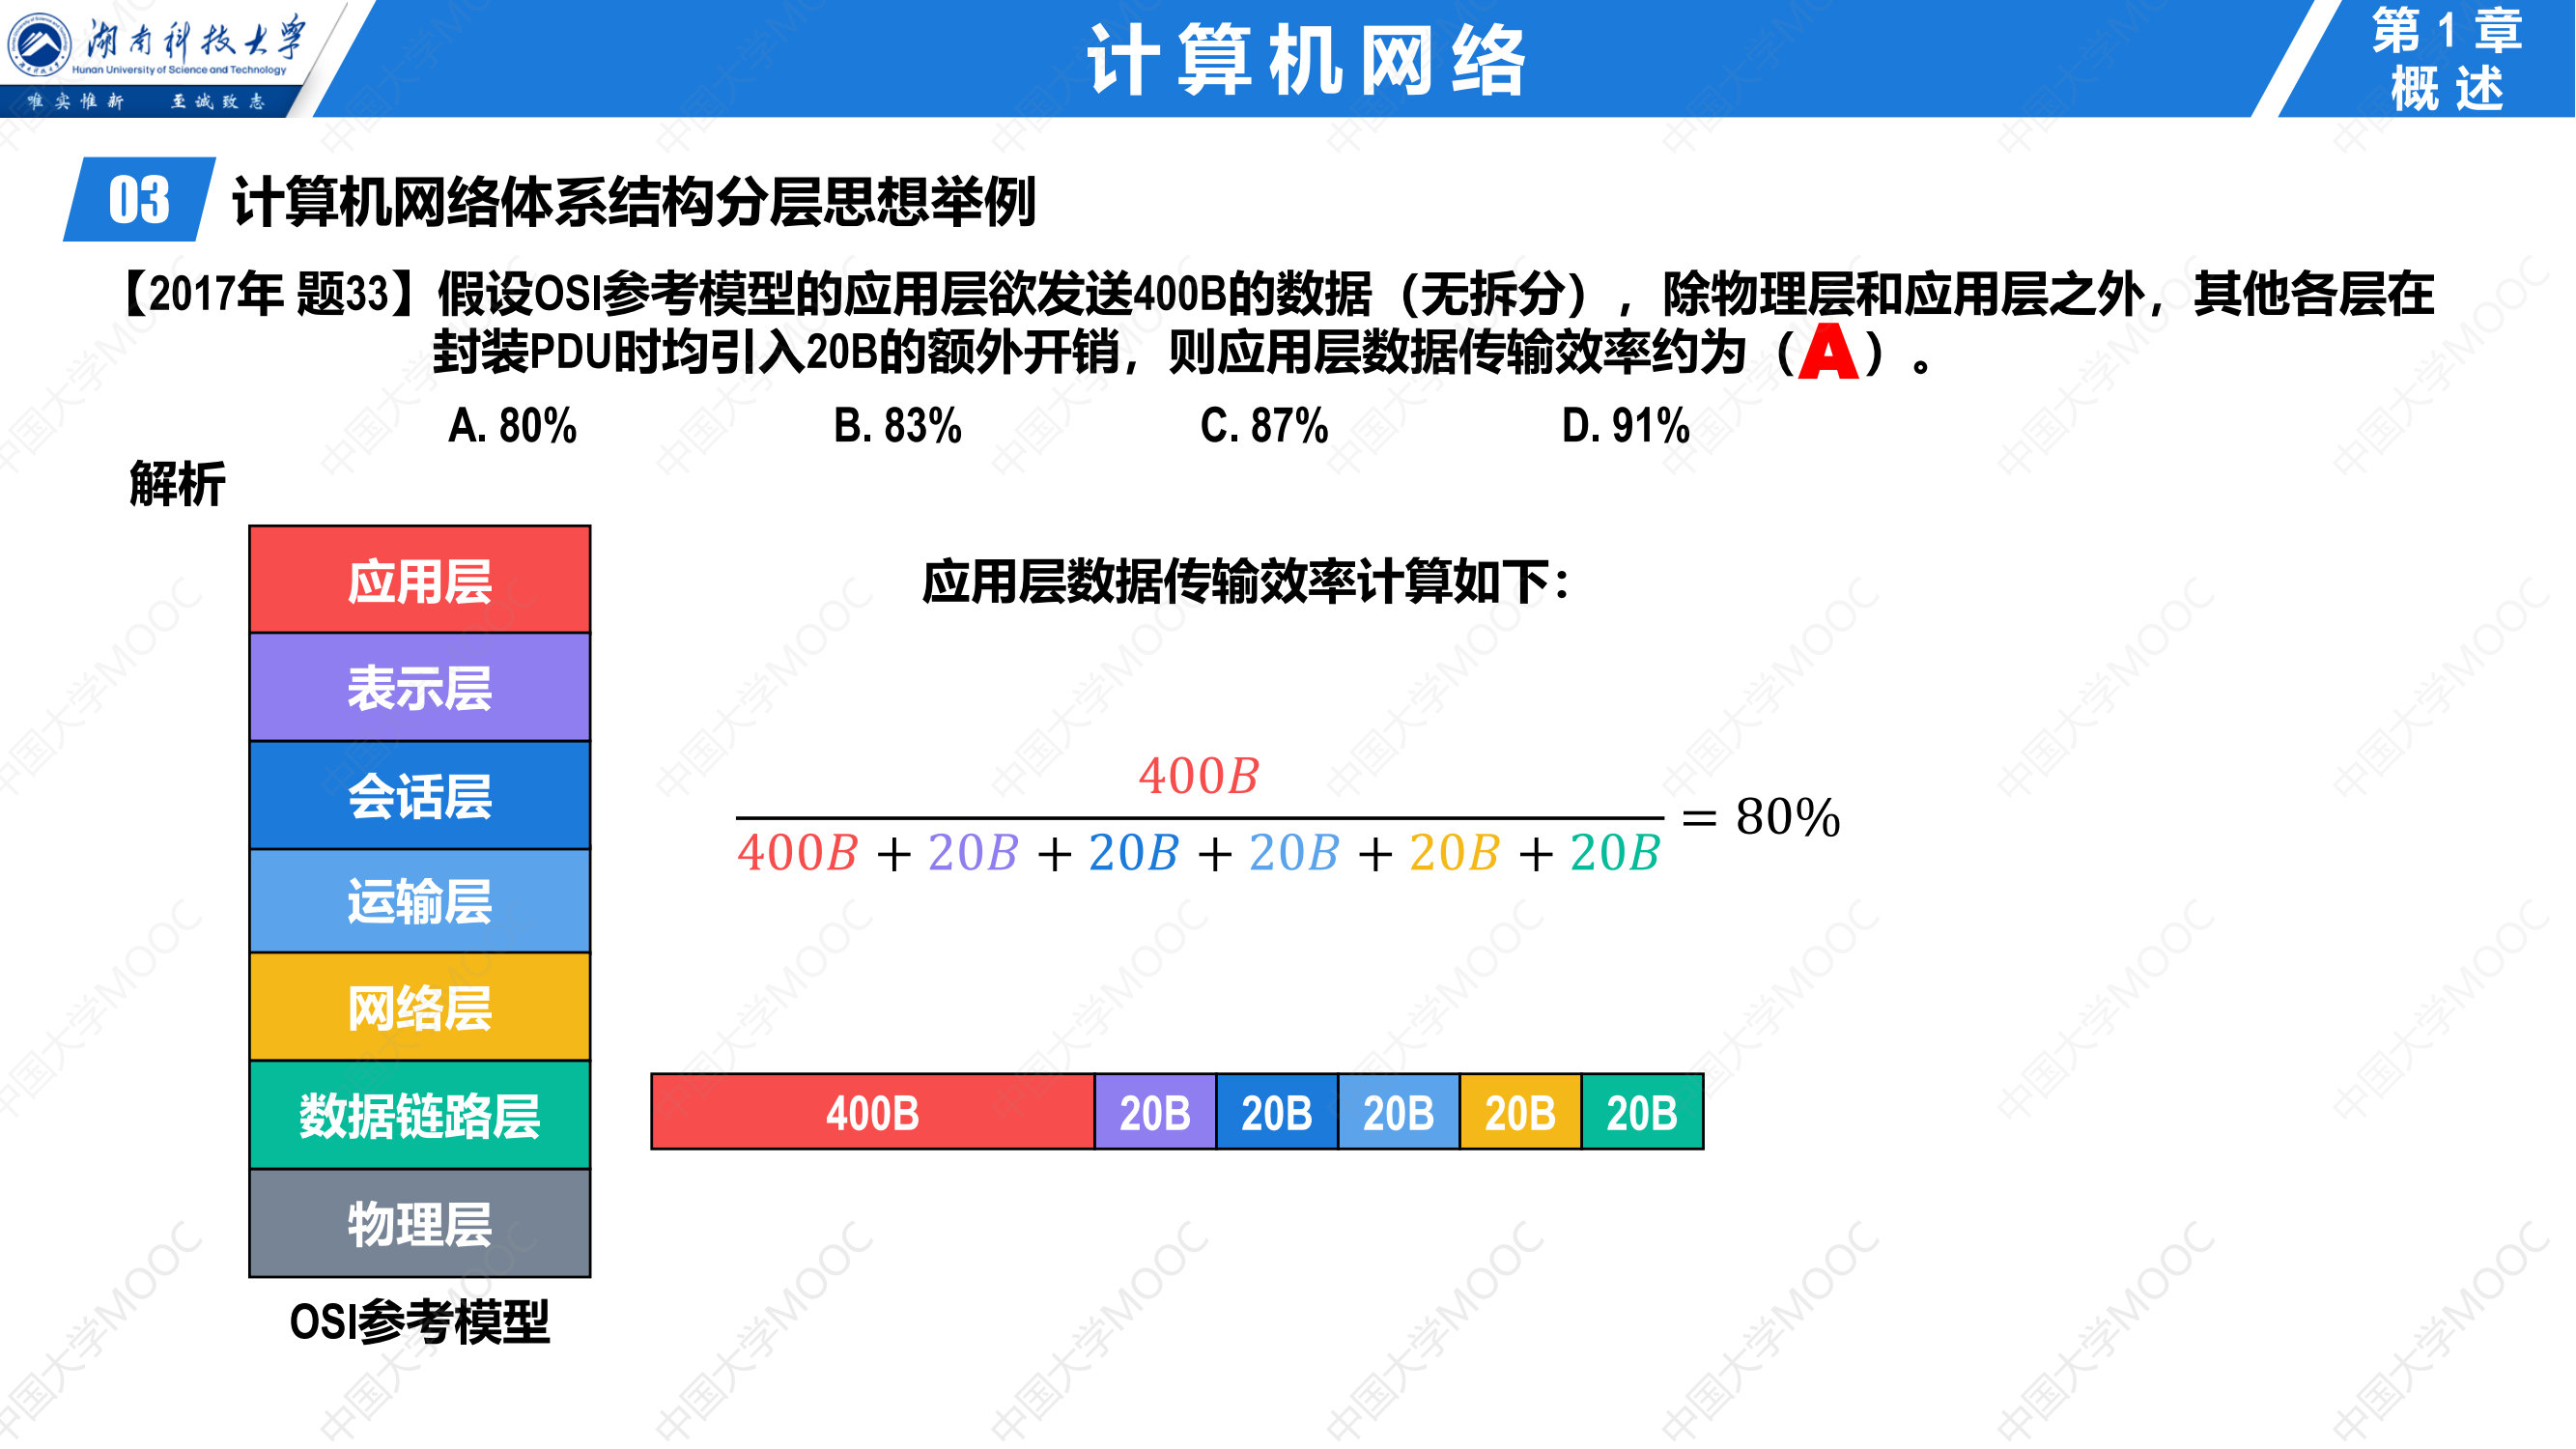 湖南科技大学
Hunan University of Science and Technology
唯实惟新 至诚致志
计算机网络
第1章
概述
03 计算机网络体系结构分层思想举例
【2017年 题33】假设OSI参考模型的应用层欲发送400B的数据（无拆分），除物理层和应用层之外，其他各层在
封装PDU时均引入20B的额外开销，则应用层数据传输效率约为（A）。
A. 80% B. 83% C. 87% D. 91%
解析
应用层
表示层
会话层
运输层
网络层
数据链路层
物理层
OSI参考模型
应用层数据传输效率计算如下：
400B
400B + 20B + 20B + 20B + 20B + 20B
= 80%
400B 20B 20B 20B 20B 20B
中国大学MOOC